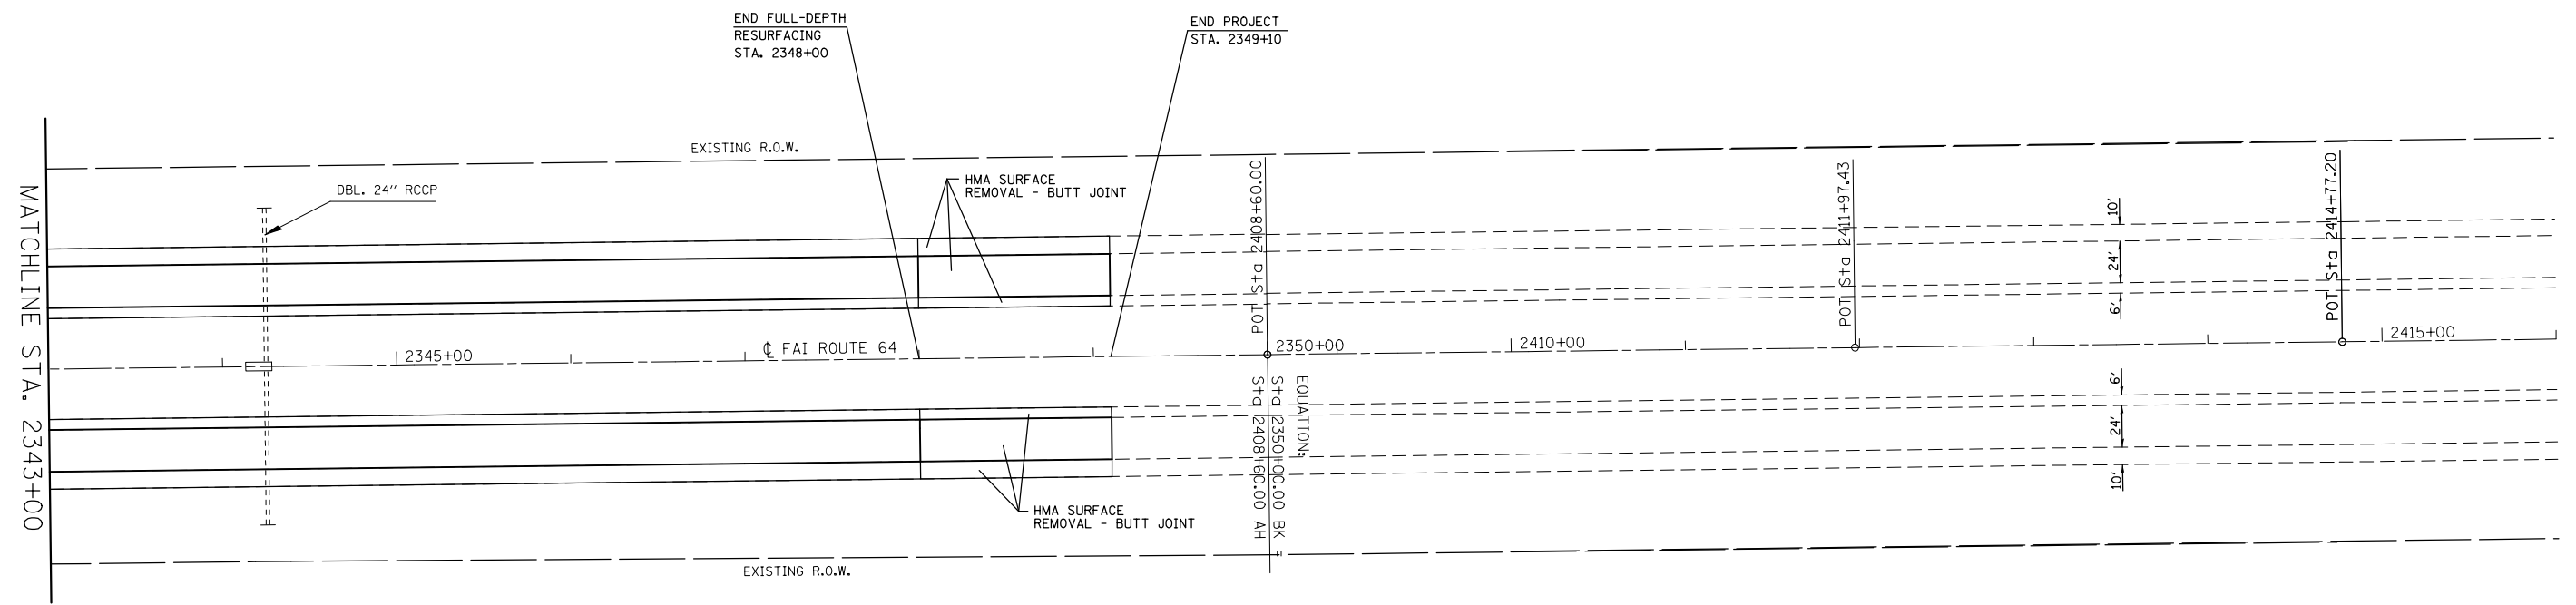 END FULL-DEPTH
RESURFACING
STA. 2348+00
END PROJECT
STA. 2349+10
EXISTING R.O.W.
HMA SURFACE
REMOVAL - BUTT JOINT
DBL. 24" RCCP
MATCHLINE STA. 2343+00
POT Sta 2408+60.00
POT Sta 2411+97.43
POT Sta 2414+77.20
10'
24'
6'
2345+00
℄ FAI ROUTE 64
2350+00
2410+00
2415+00
EQUATION:
Sta 2350+00.00 BK =
Sta 2408+60.00 AH
6'
24'
10'
HMA SURFACE
REMOVAL - BUTT JOINT
EXISTING R.O.W.